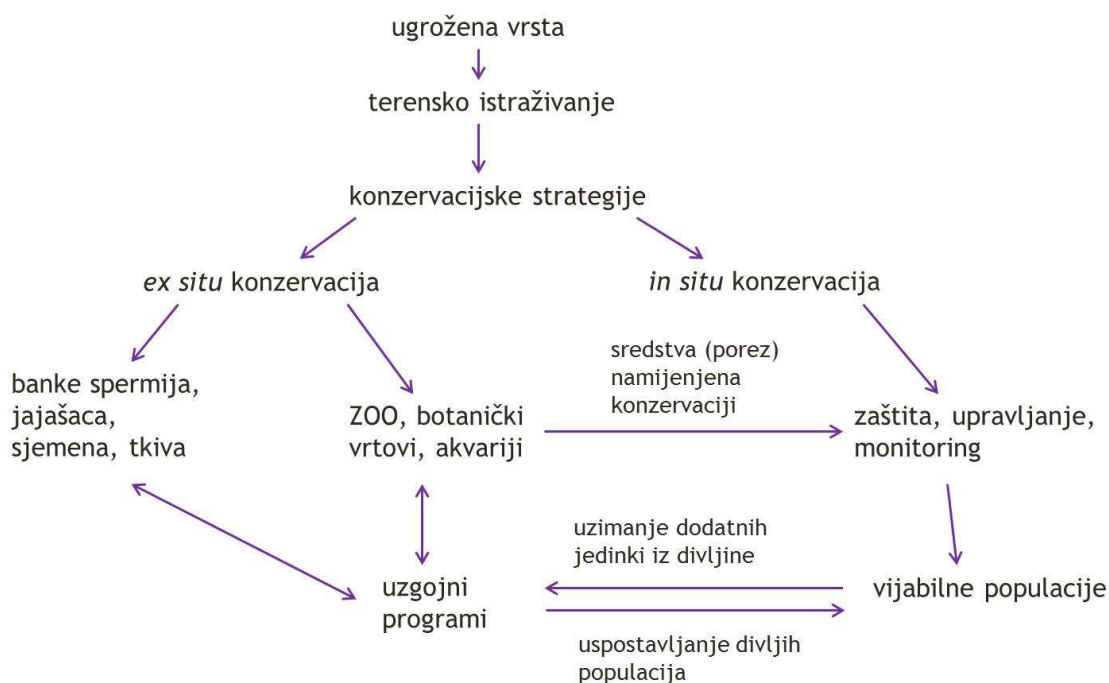 ugrožena vrsta
terensko istraživanje
konzervacijske strategije
ex situ konzervacija
in situ konzervacija
banke spermija,
jajašaca,
sjemena, tkiva
ZOO, botanički
vrtovi, akvariji
sredstva (porez)
namijenjena
konzervaciji
zaštita, upravljanje,
monitoring
uzimanje dodatnih
jedinki iz divljine
uzgojni
programi
vijabilne populacije
uspostavljanje divljih
populacija